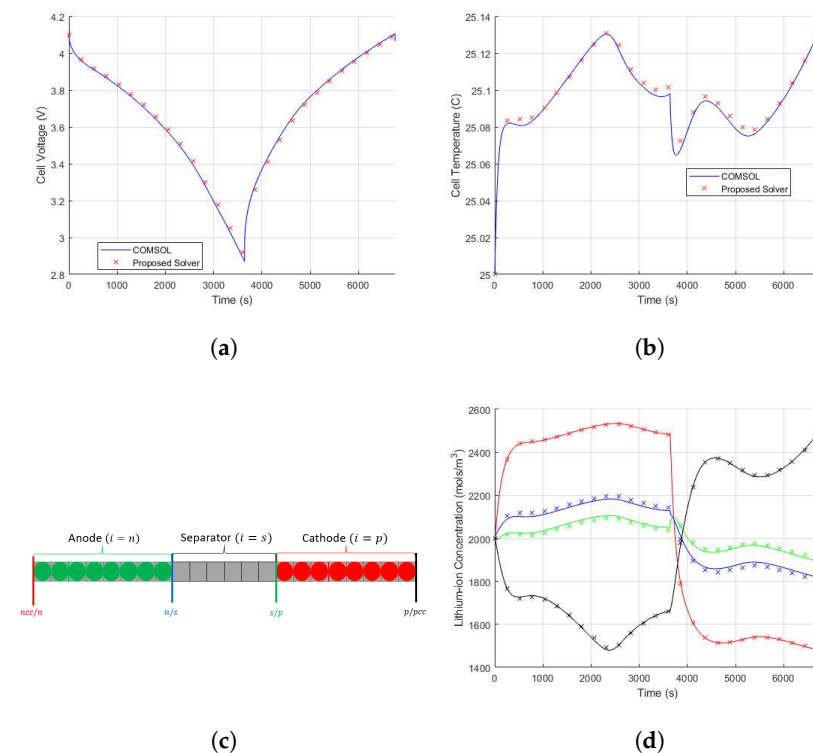 4.2
4
3.8
3.6
3.4
3.2
3
2.8
Cell Voltage (V)
COMSOL
Proposed Solver
0 1000 2000 3000 4000 5000 6000
Time (s)
(a)
25.14
25.12
25.1
25.08
25.06
25.04
25.02
25
Cell Temperature (C)
COMSOL
Proposed Solver
0 1000 2000 3000 4000 5000 6000
Time (s)
(b)
Anode (i = n) Separator (i = s) Cathode (i = p)
ncc/n n/s s/p p/pcc
(c)
2600
2400
2200
2000
1800
1600
1400
Lithium-ion Concentration (mols/m³)
0 1000 2000 3000 4000 5000 6000
Time (s)
(d)